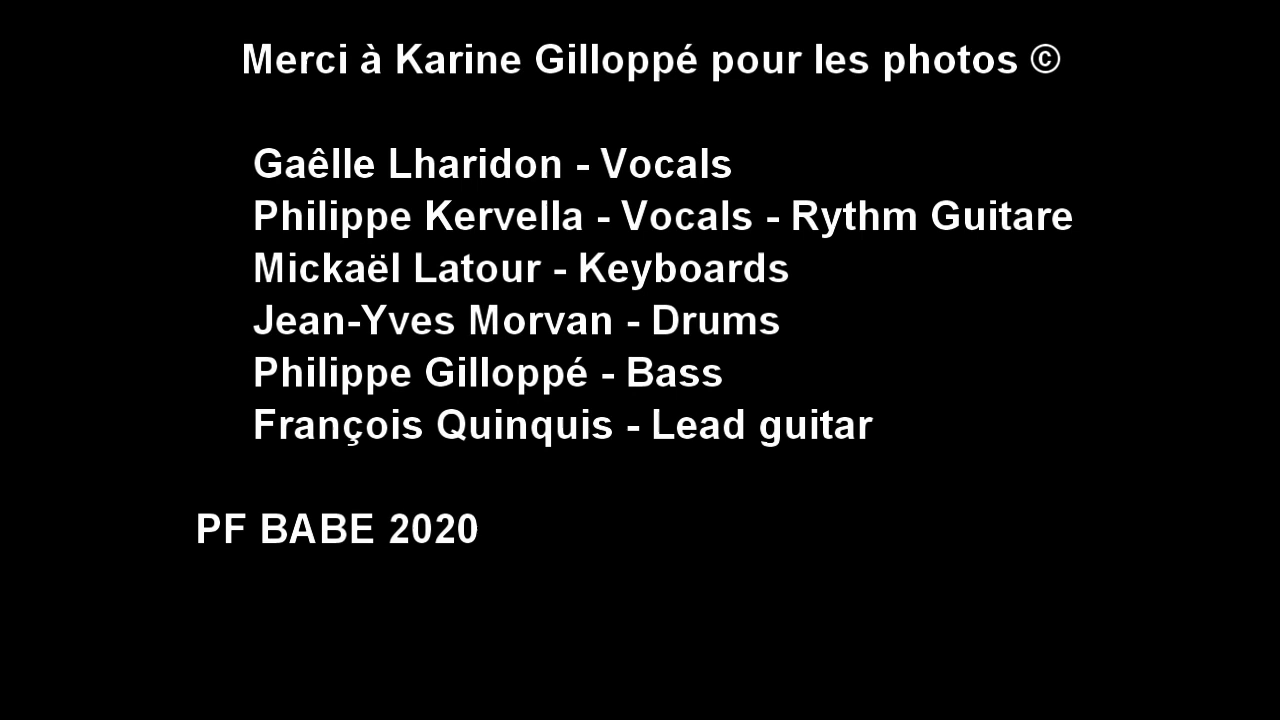 Merci à Karine Gilloppé pour les photos ©
Gaêlle Lharidon - Vocals
Philippe Kervella - Vocals - Rythm Guitare
Mickaël Latour - Keyboards
Jean-Yves Morvan - Drums
Philippe Gilloppé - Bass
François Quinquis - Lead guitar
PF BABE 2020